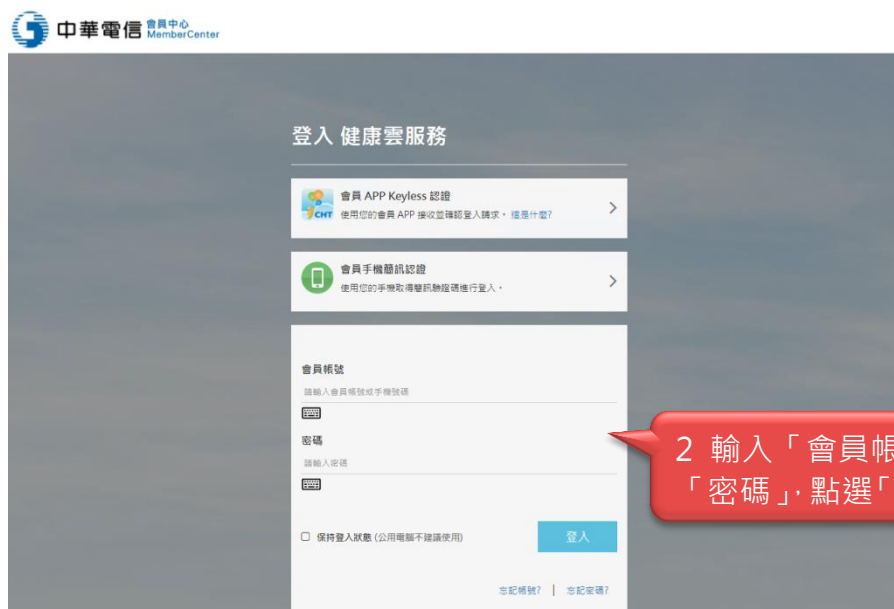 中華電信 會員中心
MemberCenter
登入 健康雲服務
會員 APP Keyless 認證
CHT
使用您的會員 APP 接收並確認登入請求。 這是什麼?
會員手機簡訊認證
使用您的手機取得簡訊驗證碼進行登入。
會員帳號
請輸入會員帳號或手機號碼
密碼
請輸入密碼
2 輸入「會員帳
「密碼」,點選「
保持登入狀態 (公用電腦不建議使用)
登入
忘記帳號? | 忘記密碼?